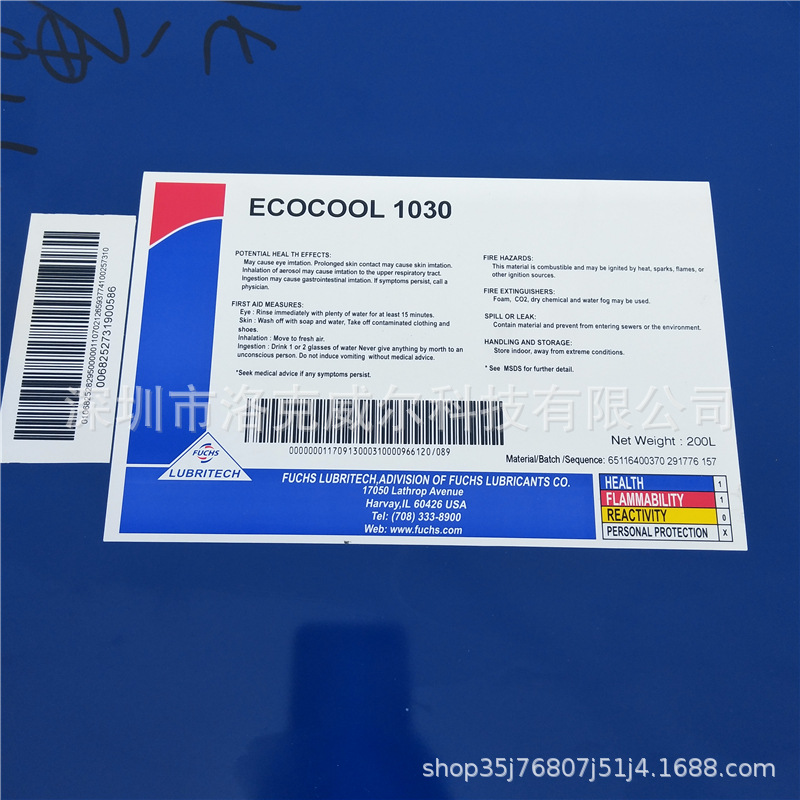 ECOCOOL 1030
POTENTIAL HEAL TH EFFECTS:
May cause eye imtation. Prolonged skin contact may cause skin imtation.
Inhalation of aerosol may cause imtation to the upper respiratory tract.
Ingestion may cause gastrointestinal imtation. If symptoms persist, call a
physician.
FIRST AID MEASURES:
Eye : Rinse immediately with plenty of water for at least 15 minutes.
Skin : Wash off with soap and water, Take off contaminated clothing and
shoes.
Inhalation : Move to fresh air.
Ingestion : Drink 1 or 2 glasses of water Never give anything by morth to an
unconscious person. Do not induce vomiting without medical advice.
*Seek medical advice if any symptoms persist.
FIRE HAZARDS:
This material is combustible and may be ignited by heat, sparks, flames, or
other ignition sources.
FIRE EXTINGUISHERS:
Foam, CO2, dry chemical and water fog may be used.
SPILL OR LEAK:
Contain material and prevent from entering sewers or the environment.
HANDLING AND STORAGE:
Store indoor, away from extreme conditions.
* See MSDS for further detail.
0068252731900586
深圳市洛克威尔科技有限公司
00000001170913000310000966120/089
Net Weight : 200L
Material/Batch /Sequence: 65116400370 291776 157
FUCHS
LUBRITECH
FUCHS LUBRITECH,ADIVISION OF FUCHS LUBRICANTS CO.
17050 Lathrop Avenue
Harvay,IL 60426 USA
Tel: (708) 333-8900
Web: www.fuchs.com
HEALTH 1
FLAMMABILITY 1
REACTIVITY 0
PERSONAL PROTECTION X
shop35j76807j51j4.1688.com